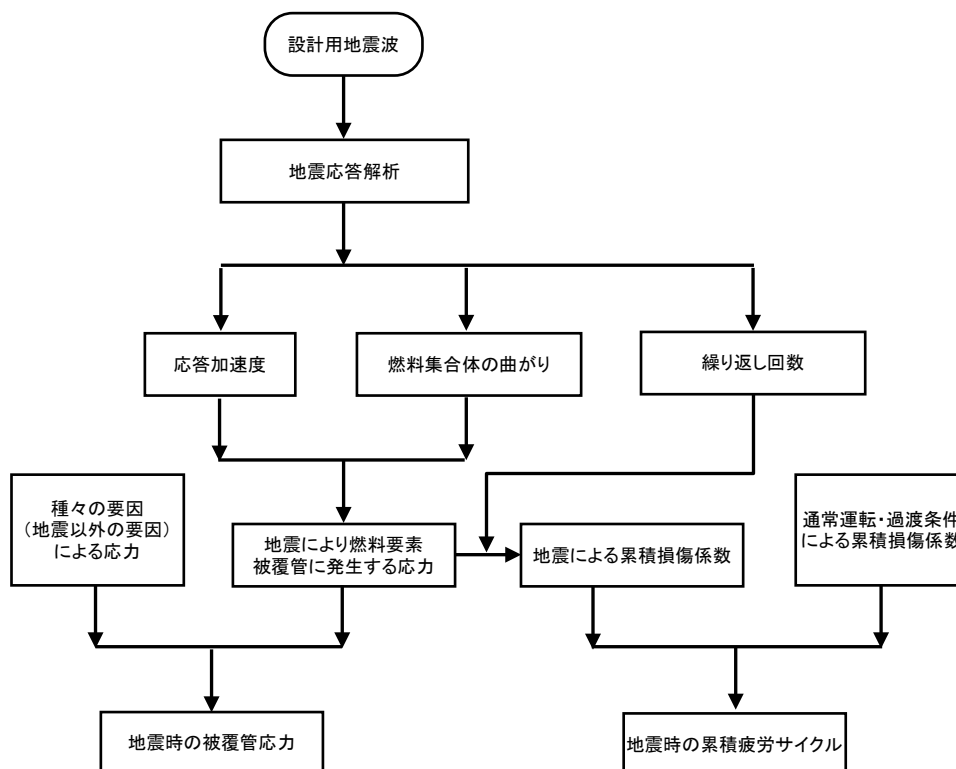 設計用地震波
地震応答解析
応答加速度
燃料集合体の曲がり
繰り返し回数
種々の要因
（地震以外の要因）
による応力
地震により燃料要素
被覆管に発生する応力
地震による累積損傷係数
通常運転・過渡条件
による累積損傷係数
地震時の被覆管応力
地震時の累積疲労サイクル